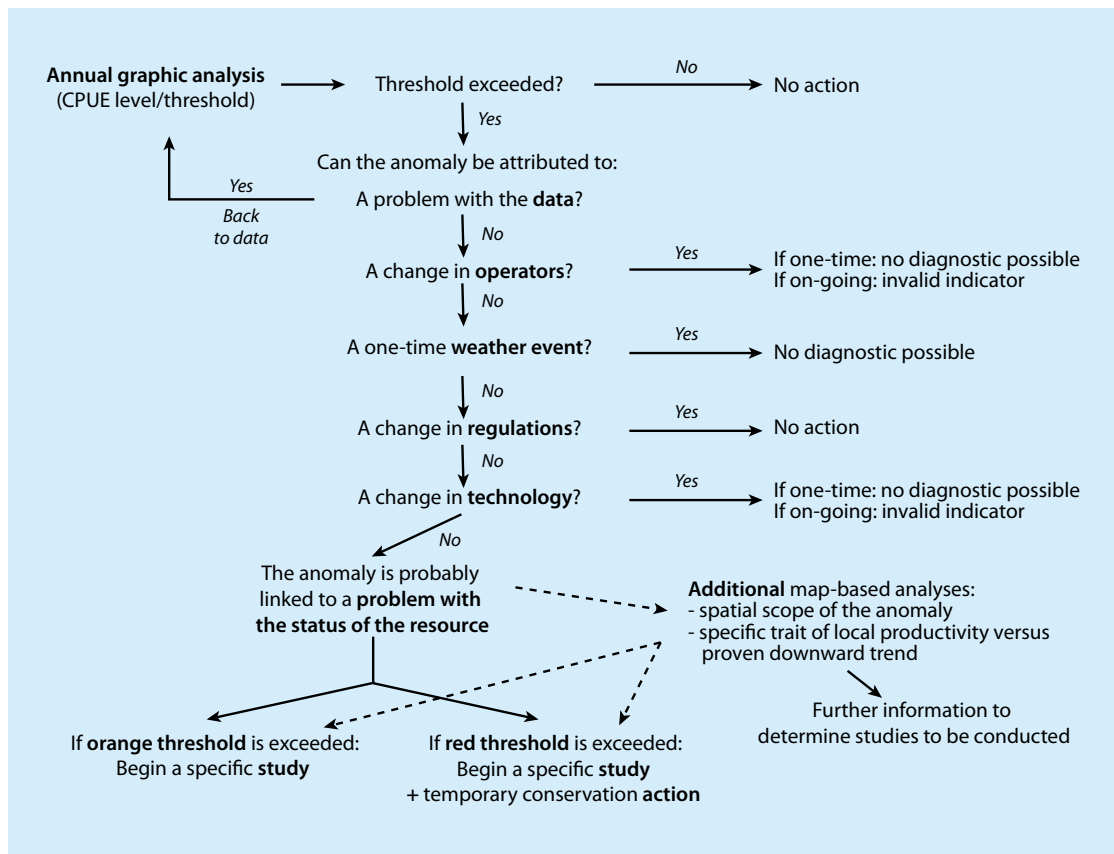 Annual graphic analysis
(CPUE level/threshold)
Threshold exceeded?
No
No action
Yes
Can the anomaly be attributed to:
A problem with the data?
Yes
Back
to data
No
A change in operators?
Yes
If one-time: no diagnostic possible
If on-going: invalid indicator
No
A one-time weather event?
Yes
No diagnostic possible
No
A change in regulations?
Yes
No action
No
A change in technology?
Yes
If one-time: no diagnostic possible
If on-going: invalid indicator
No
The anomaly is probably
linked to a problem with
the status of the resource
Additional map-based analyses:
- spatial scope of the anomaly
- specific trait of local productivity versus
proven downward trend
Further information to
determine studies to be conducted
If orange threshold is exceeded:
Begin a specific study
If red threshold is exceeded:
Begin a specific study
+ temporary conservation action